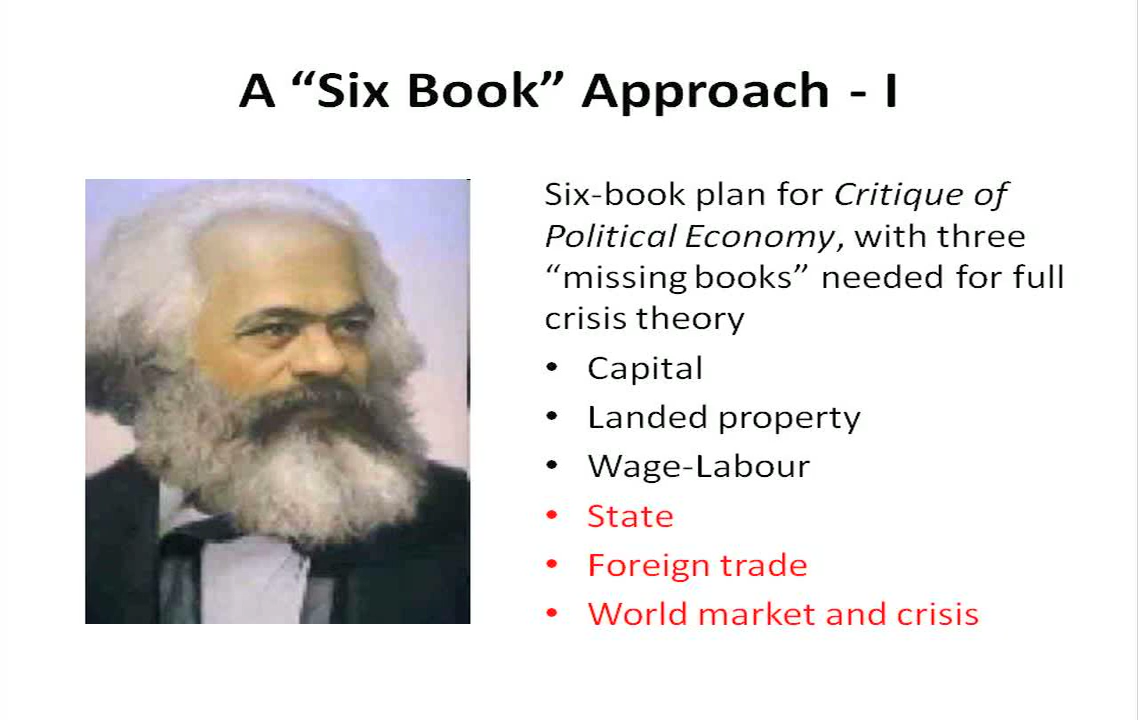 A “Six Book” Approach - I
Six-book plan for Critique of
Political Economy, with three
“missing books” needed for full
crisis theory
• Capital
• Landed property
• Wage-Labour
• State
• Foreign trade
• World market and crisis